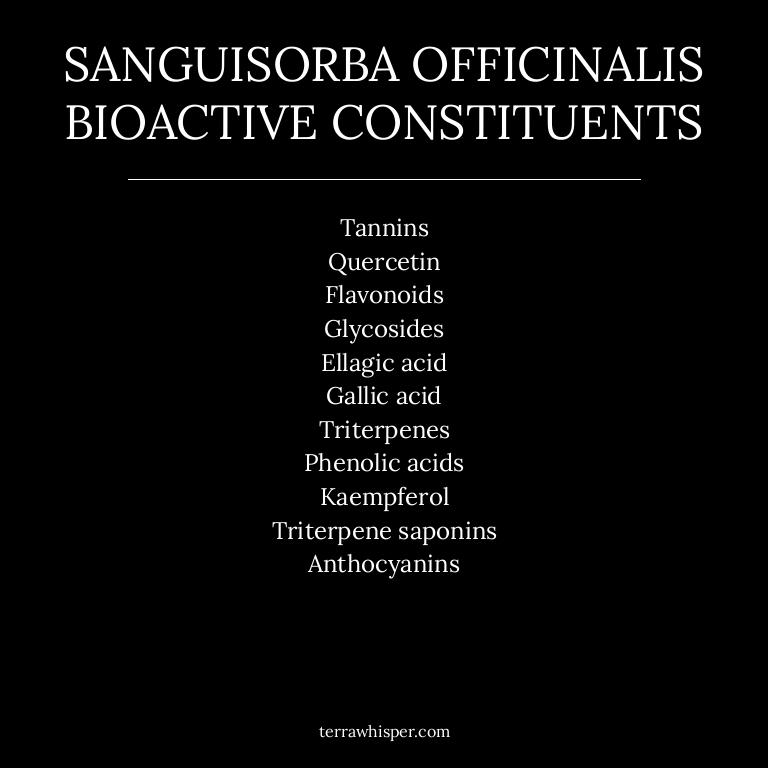 SANGUISORBA OFFICINALIS
BIOACTIVE CONSTITUENTS
Tannins
Quercetin
Flavonoids
Glycosides
Ellagic acid
Gallic acid
Triterpenes
Phenolic acids
Kaempferol
Triterpene saponins
Anthocyanins
terrawhisper.com